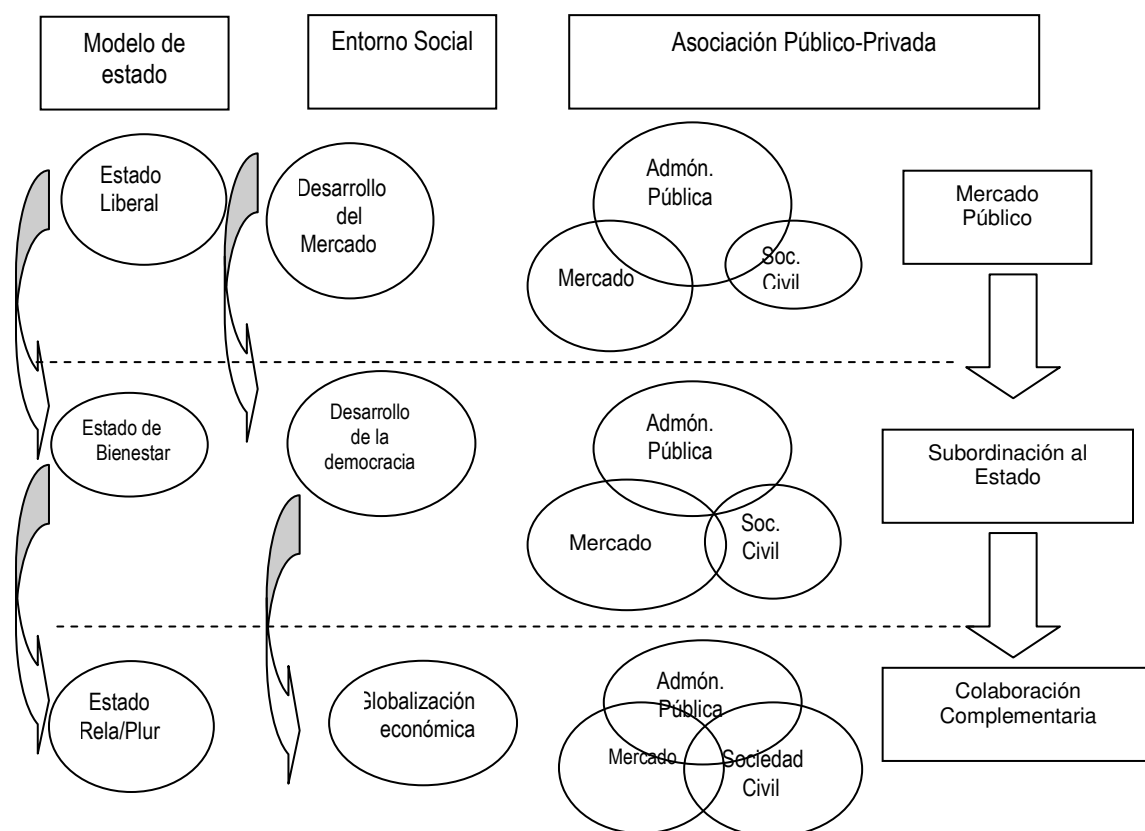 Modelo de
estado
Entorno Social
Asociación Público-Privada
Estado
Liberal
Desarrollo
del
Mercado
Admón.
Pública
Mercado
Soc.
Civil
Mercado
Público
Estado de
Bienestar
Desarrollo
de la
democracia
Admón.
Pública
Mercado
Soc.
Civil
Subordinación al
Estado
Estado
Rela/Plur
Globalización
económica
Admón.
Pública
Mercado
Sociedad
Civil
Colaboración
Complementaria